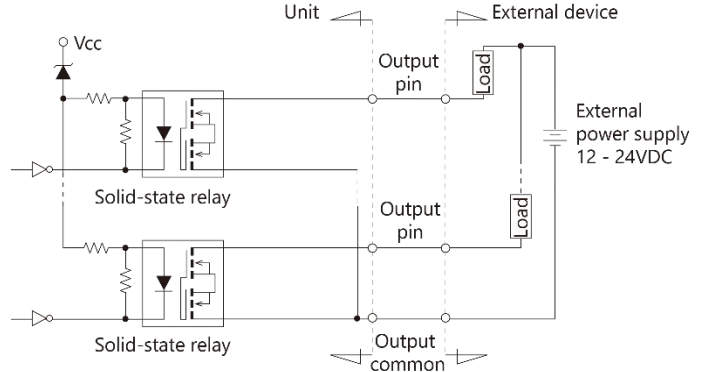 Unit
External device
Vcc
Output
pin
Load
External
power supply
12 - 24VDC
Solid-state relay
Output
pin
Load
Solid-state relay
Output
common